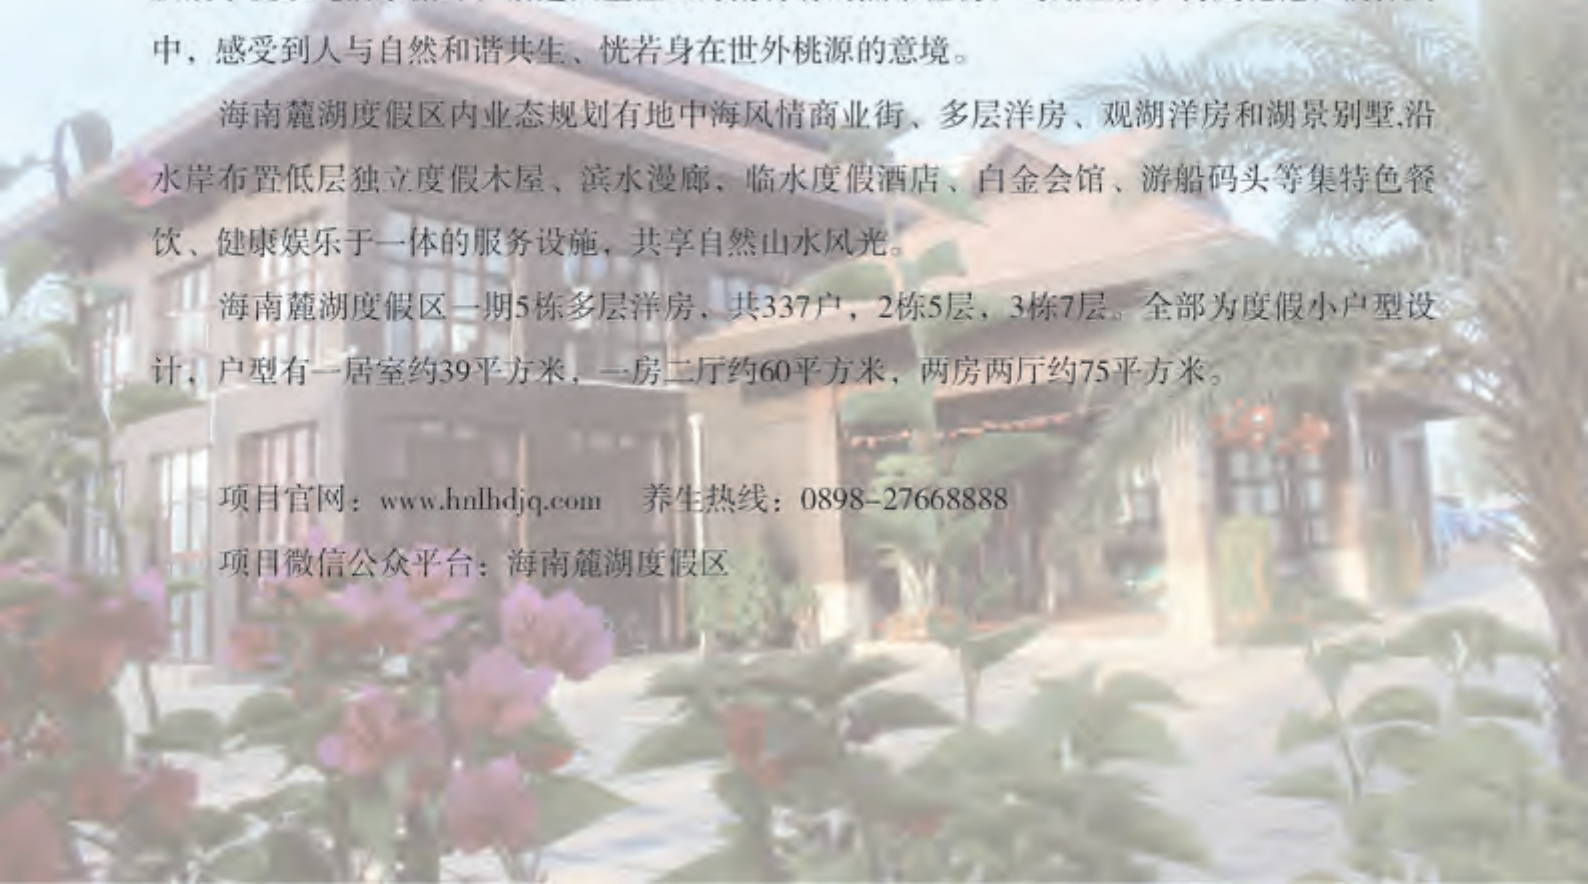 中，感受到人与自然和谐共生、恍若身在世外桃源的意境。
海南麓湖度假区内业态规划有地中海风情商业街、多层洋房、观湖洋房和湖景别墅,沿
水岸布置低层独立度假木屋、滨水漫廊，临水度假酒店、白金会馆、游船码头等集特色餐
饮、健康娱乐于一体的服务设施，共享自然山水风光。
海南麓湖度假区一期5栋多层洋房，共337户，2栋5层，3栋7层。全部为度假小户型设
计，户型有一居室约39平方米，一房二厅约60平方米，两房两厅约75平方米。
项目官网：www.hnlhdjq.com 养生热线：0898-27668888
项目微信公众平台：海南麓湖度假区